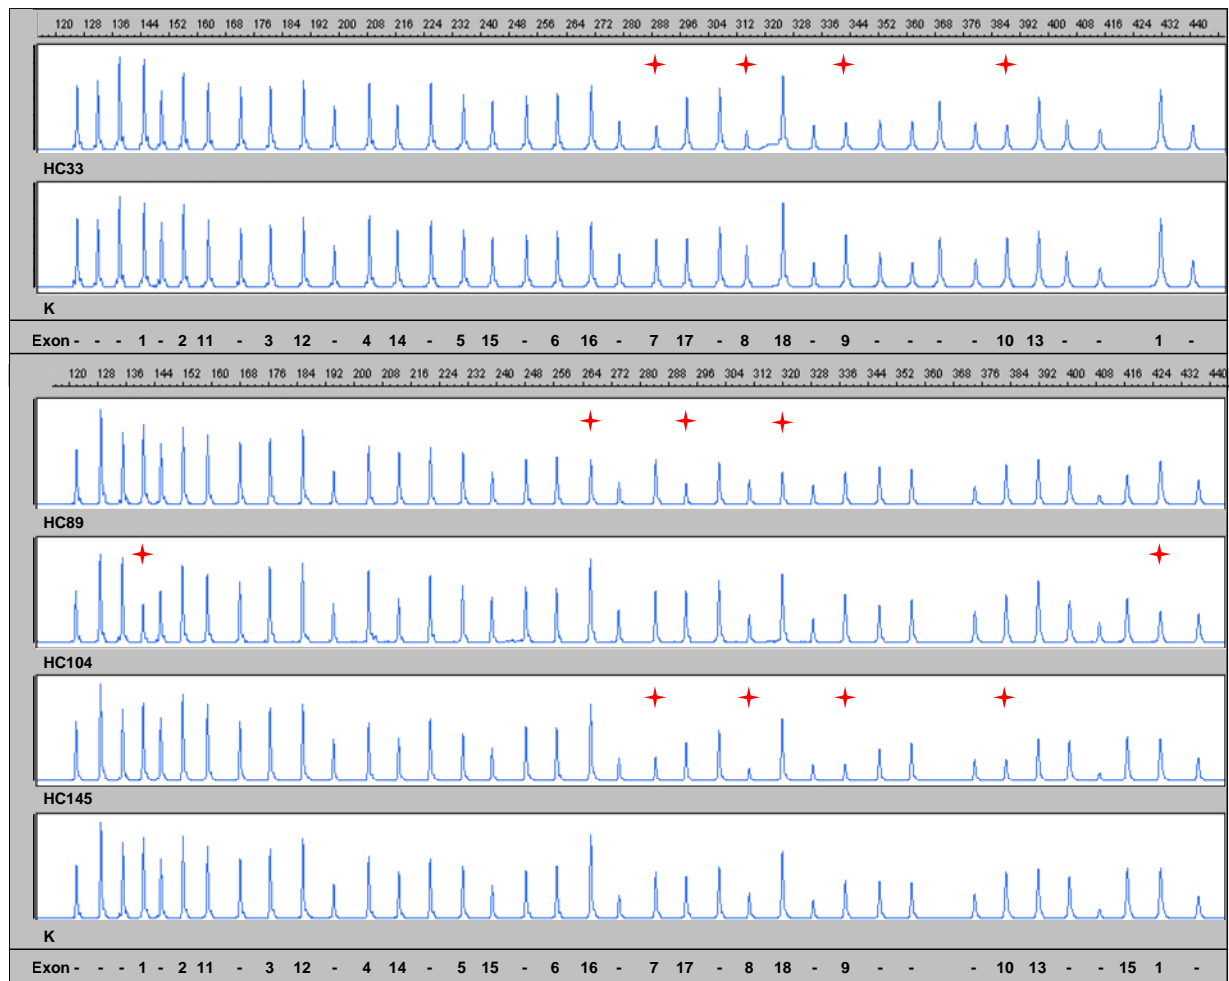 120 128 136 144 152 160 168 176 184 192 200 208 216 224 232 240 248 256 264 272 280 288 296 304 312 320 328 336 344 352 360 368 376 384 392 400 408 416 424 432 440
HC33
K
Exon - - - 1 - 2 11 - 3 12 - 4 14 - 5 15 - 6 16 - 7 17 - 8 18 - 9 - - - - 10 13 - - 1 -
120 128 136 144 152 160 168 176 184 192 200 208 216 224 232 240 248 256 264 272 280 288 296 304 312 320 328 336 344 352 360 368 376 384 392 400 408 416 424 432 440
HC89
HC104
HC145
K
Exon - - - 1 - 2 11 - 3 12 - 4 14 - 5 15 - 6 16 - 7 17 - 8 18 - 9 - - - 10 13 - - 15 1 -